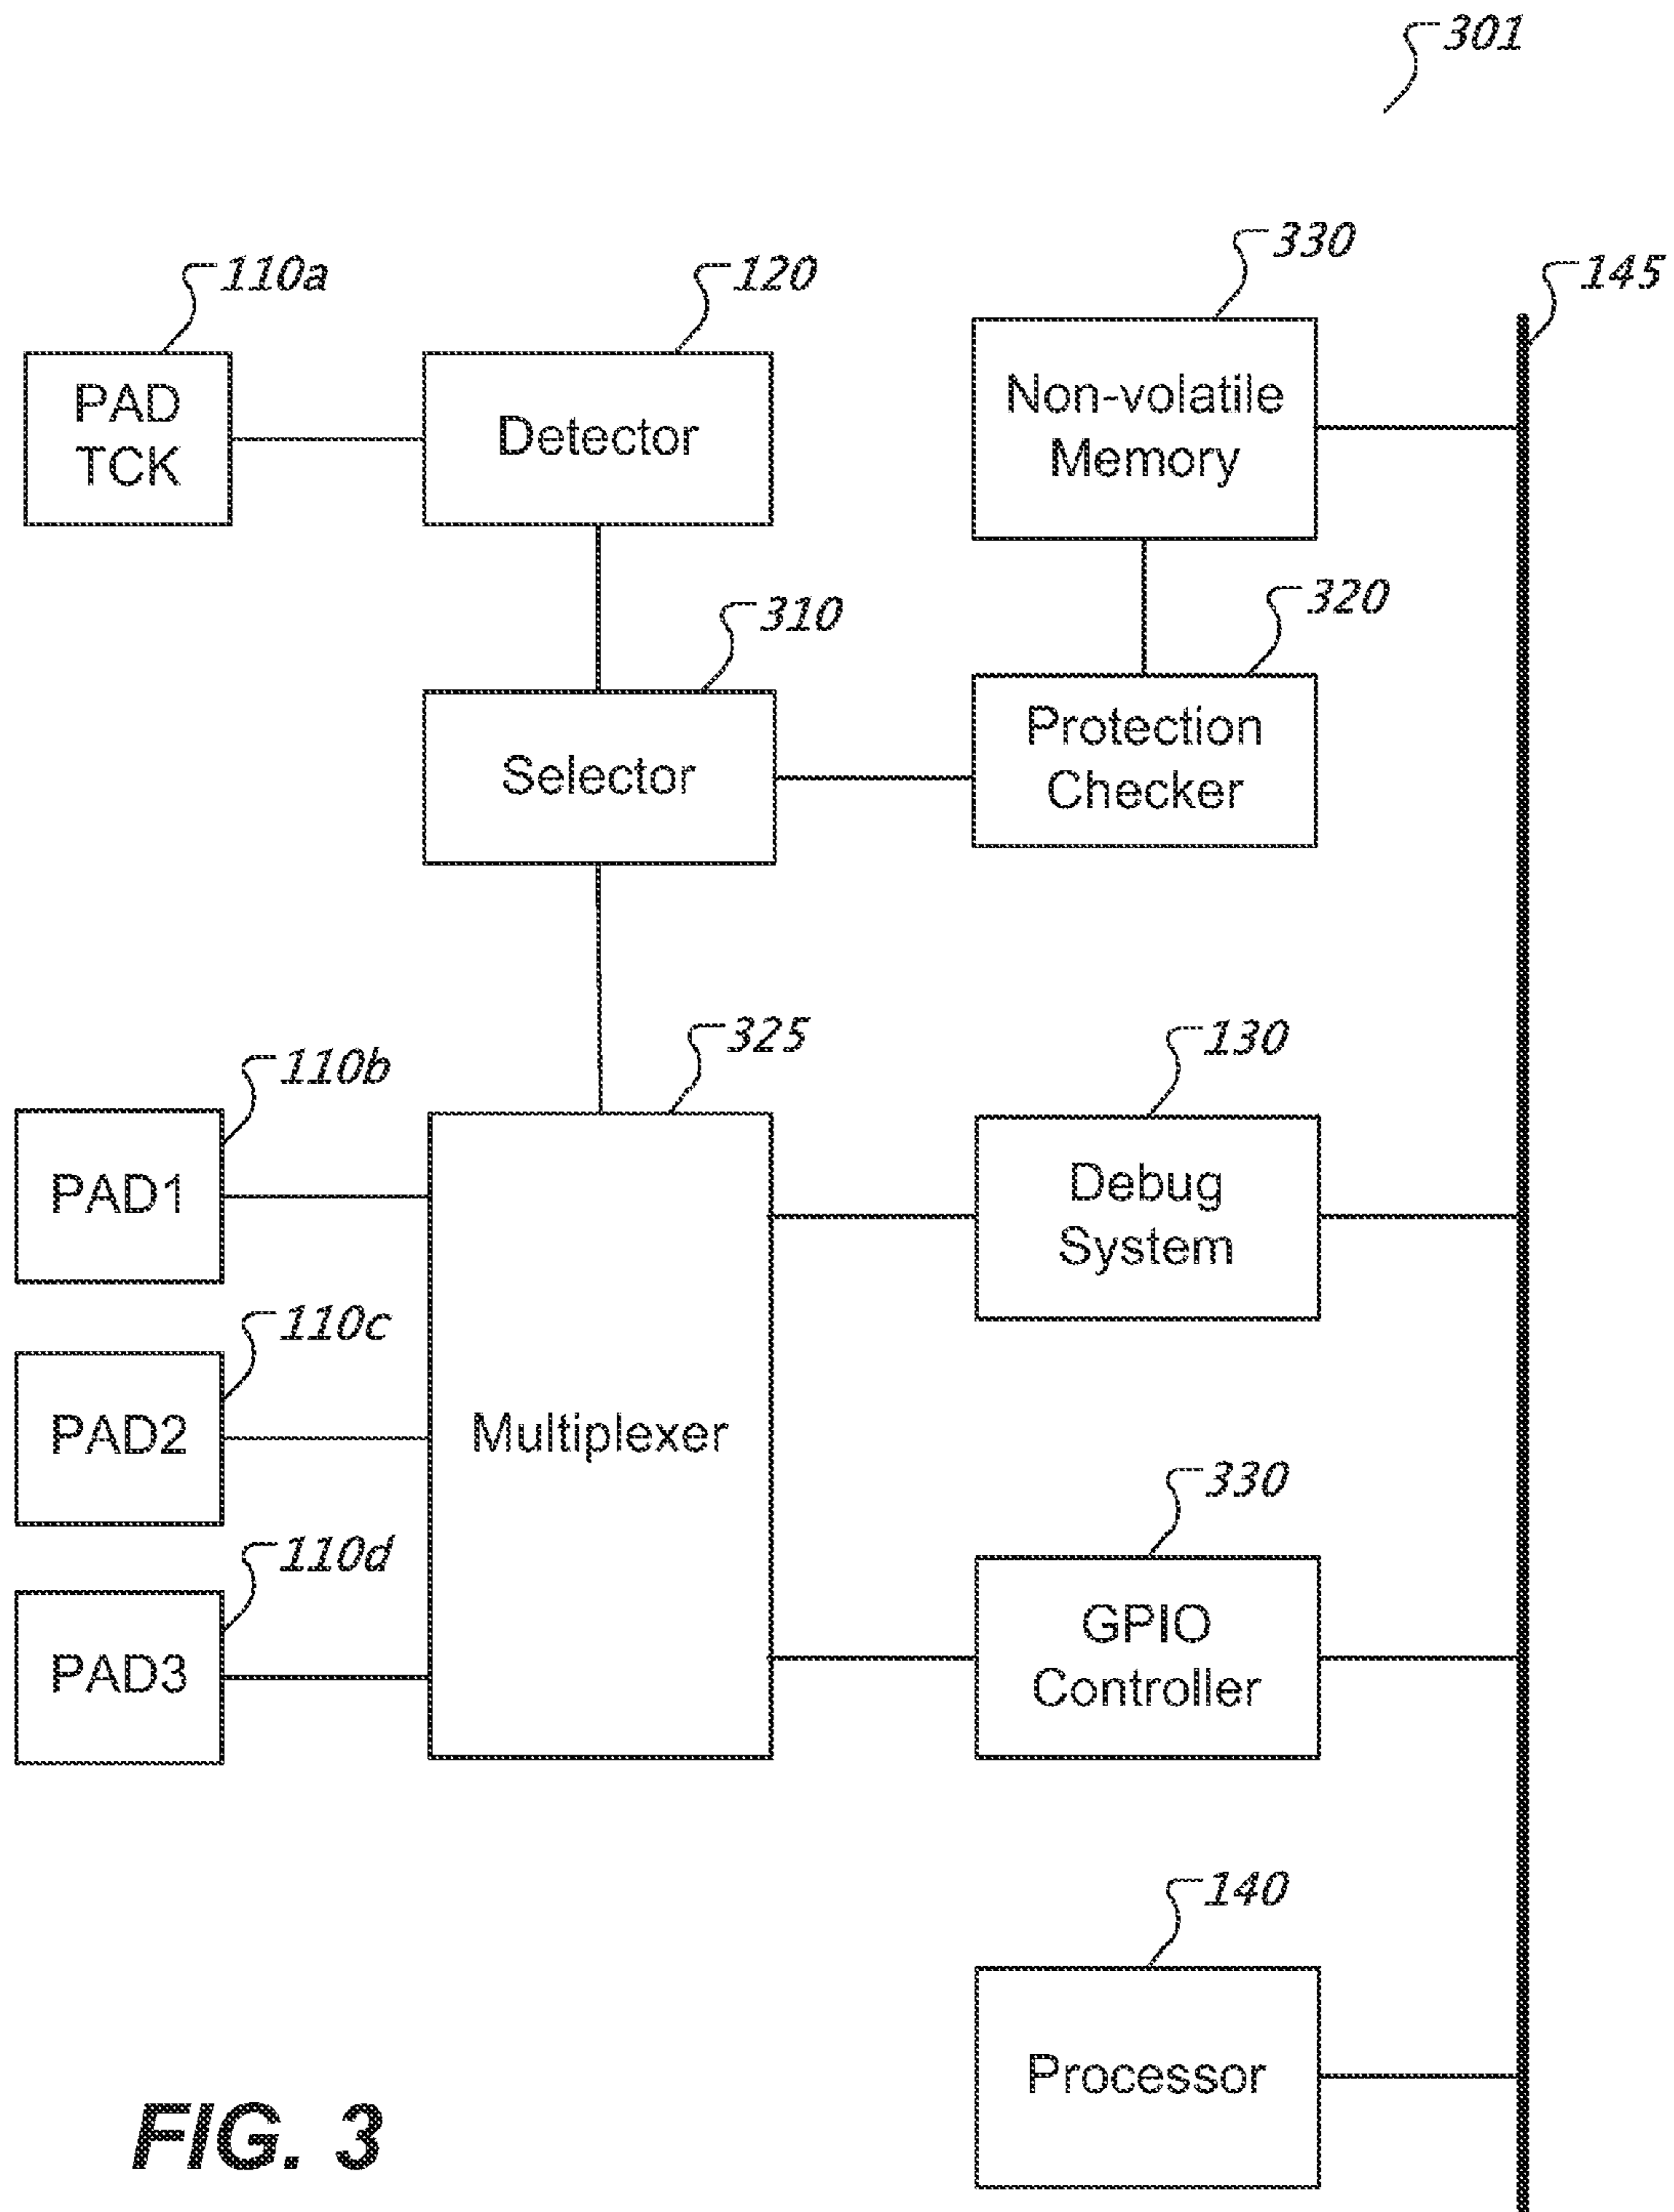 301
330
145
110a
120
PAD
TCK
Detector
Non-volatile
Memory
310
320
Selector
Protection
Checker
325
130
110b
PAD1
Debug
System
110c
PAD2
Multiplexer
330
110d
PAD3
GPIO
Controller
140
Processor
FIG. 3